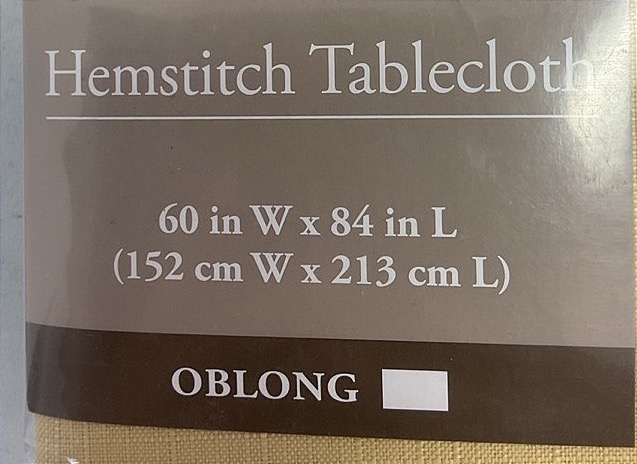 Hemstitch Tablecloth
60 in W x 84 in L
(152 cm W x 213 cm L)
OBLONG